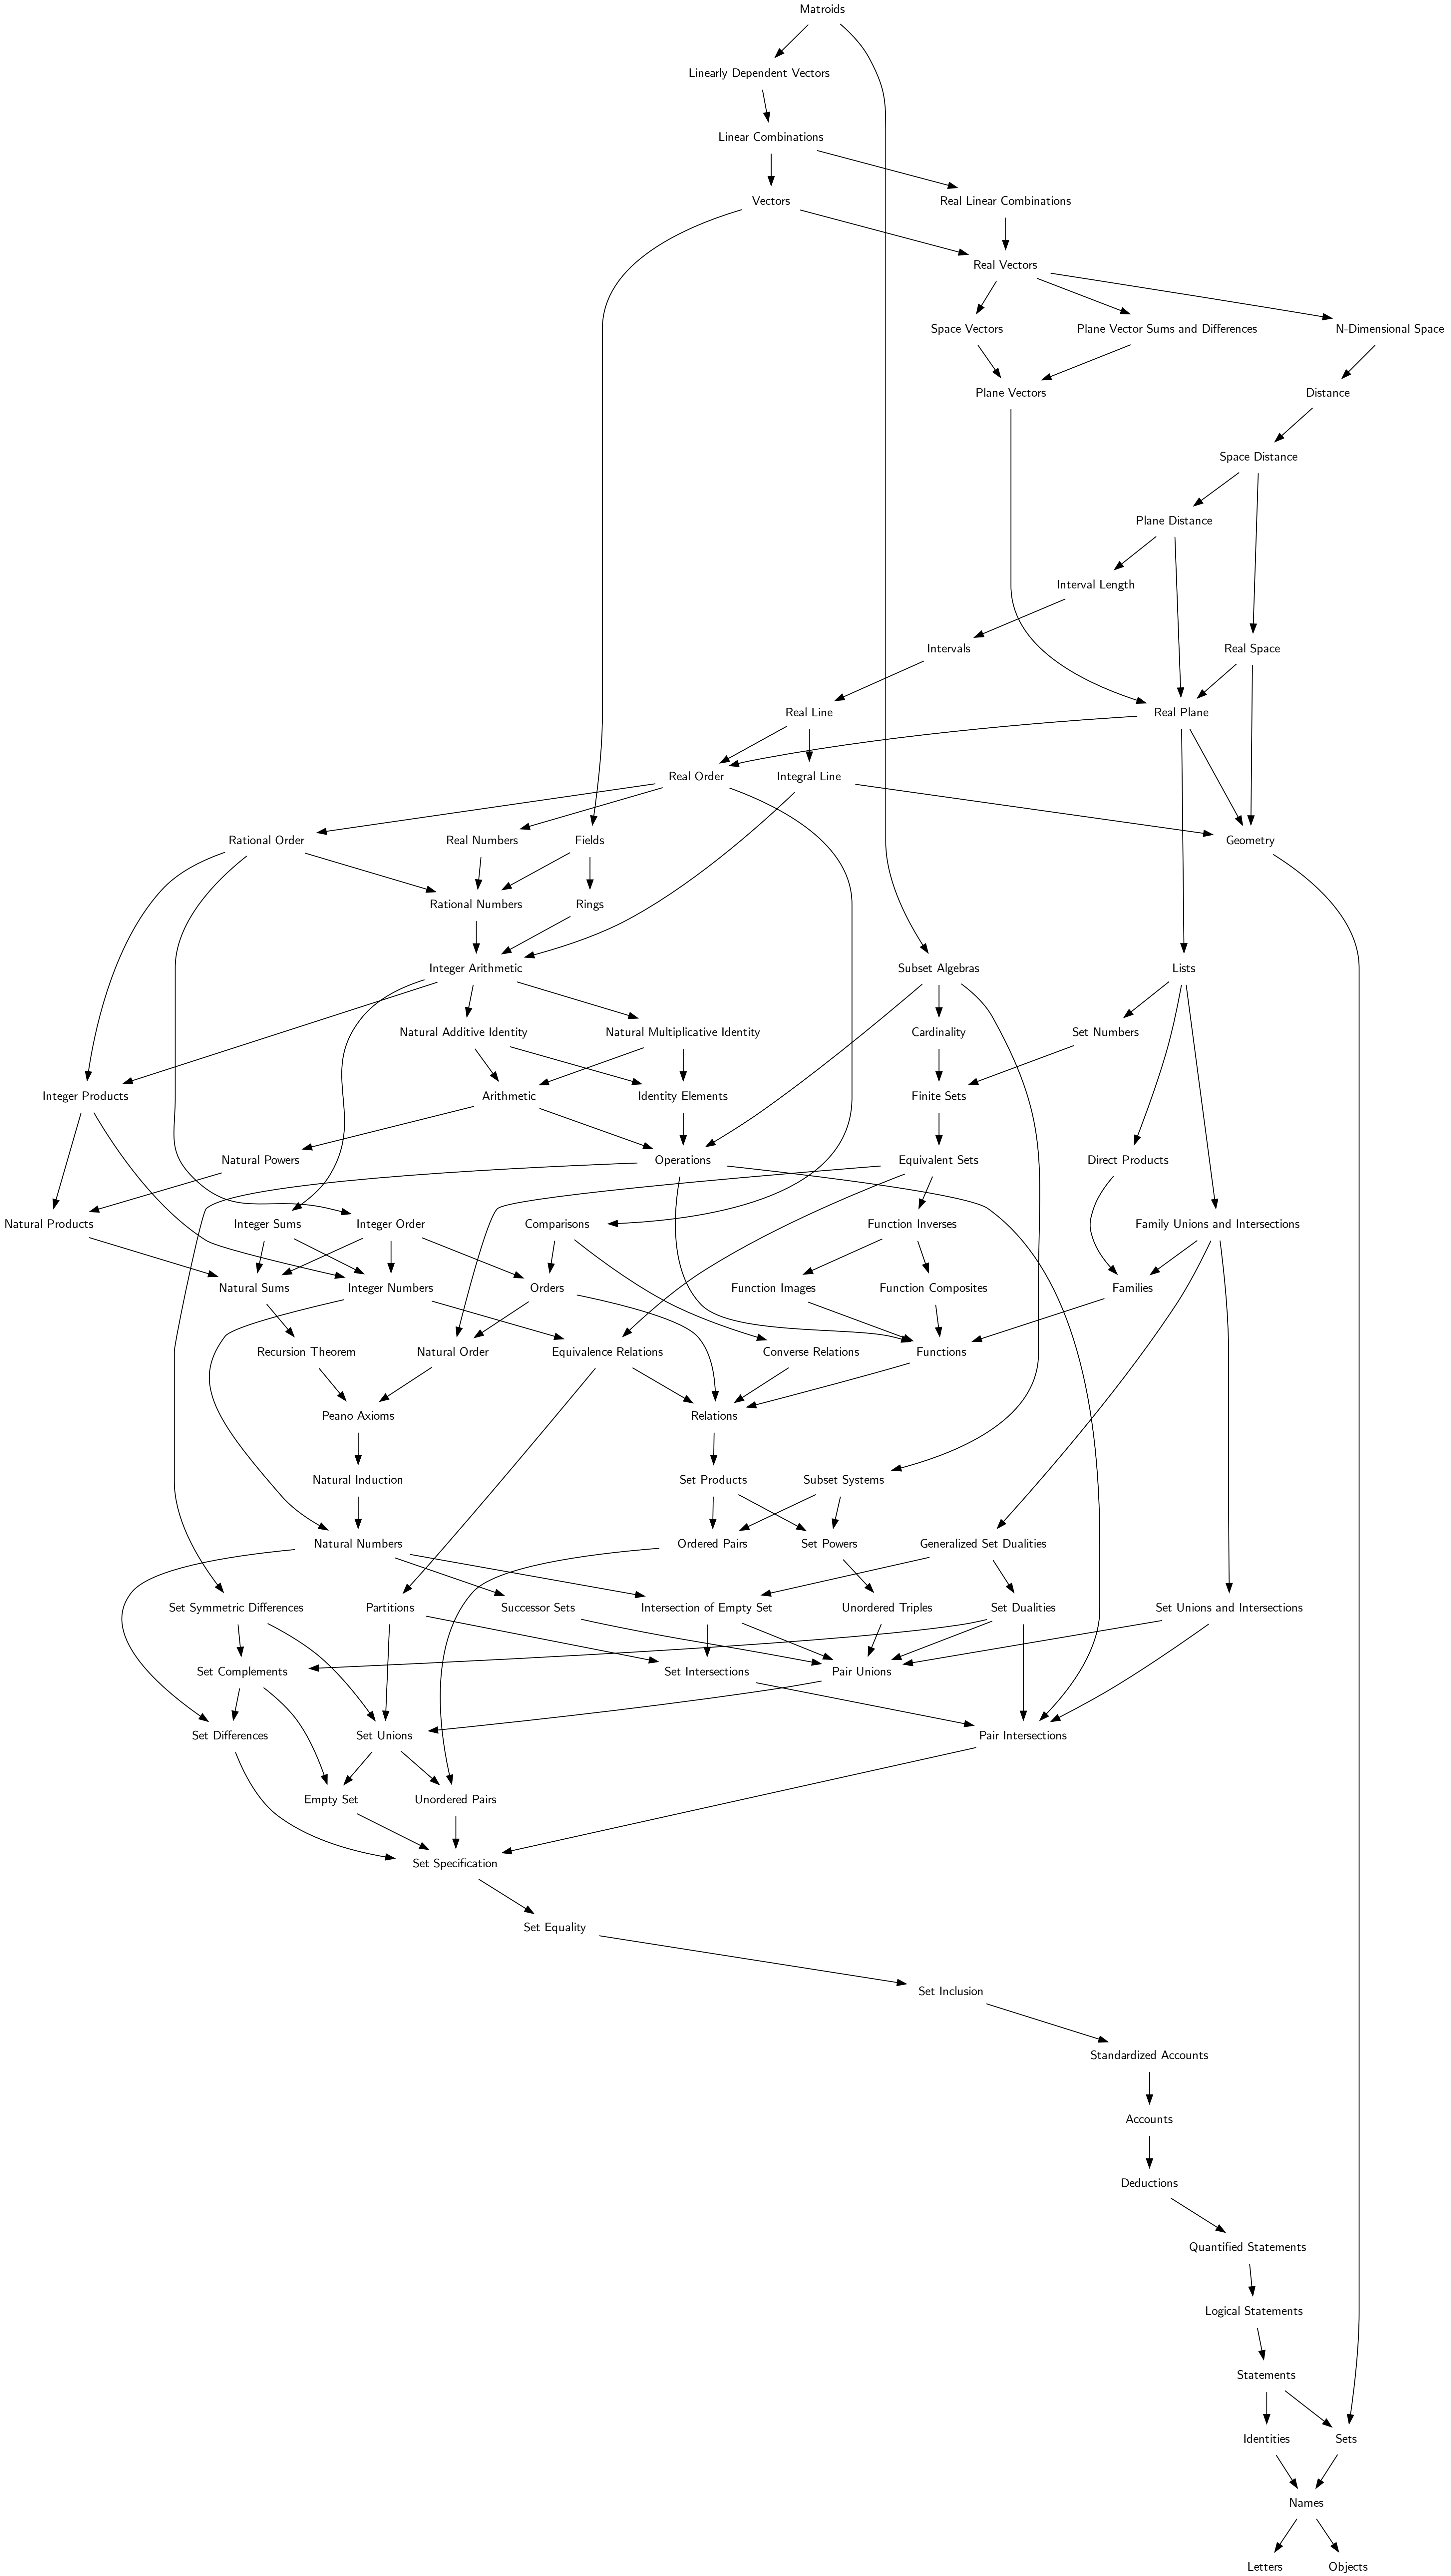 Matroids
Linearly Dependent Vectors
Linear Combinations
Vectors
Real Linear Combinations
Real Vectors
Space Vectors
Plane Vector Sums and Differences
N-Dimensional Space
Plane Vectors
Distance
Space Distance
Plane Distance
Interval Length
Intervals
Real Space
Real Line
Real Plane
Real Order
Integral Line
Rational Order
Real Numbers
Fields
Geometry
Rational Numbers
Rings
Integer Arithmetic
Subset Algebras
Lists
Natural Additive Identity
Natural Multiplicative Identity
Cardinality
Set Numbers
Integer Products
Arithmetic
Identity Elements
Finite Sets
Natural Powers
Operations
Equivalent Sets
Direct Products
Natural Products
Integer Sums
Integer Order
Comparisons
Function Inverses
Family Unions and Intersections
Natural Sums
Integer Numbers
Orders
Function Images
Function Composites
Families
Recursion Theorem
Natural Order
Equivalence Relations
Converse Relations
Functions
Peano Axioms
Relations
Natural Induction
Set Products
Subset Systems
Natural Numbers
Ordered Pairs
Set Powers
Generalized Set Dualities
Set Symmetric Differences
Partitions
Successor Sets
Intersection of Empty Set
Unordered Triples
Set Dualities
Set Unions and Intersections
Set Complements
Set Intersections
Pair Unions
Set Differences
Set Unions
Pair Intersections
Empty Set
Unordered Pairs
Set Specification
Set Equality
Set Inclusion
Standardized Accounts
Accounts
Deductions
Quantified Statements
Logical Statements
Statements
Identities
Sets
Names
Letters
Objects